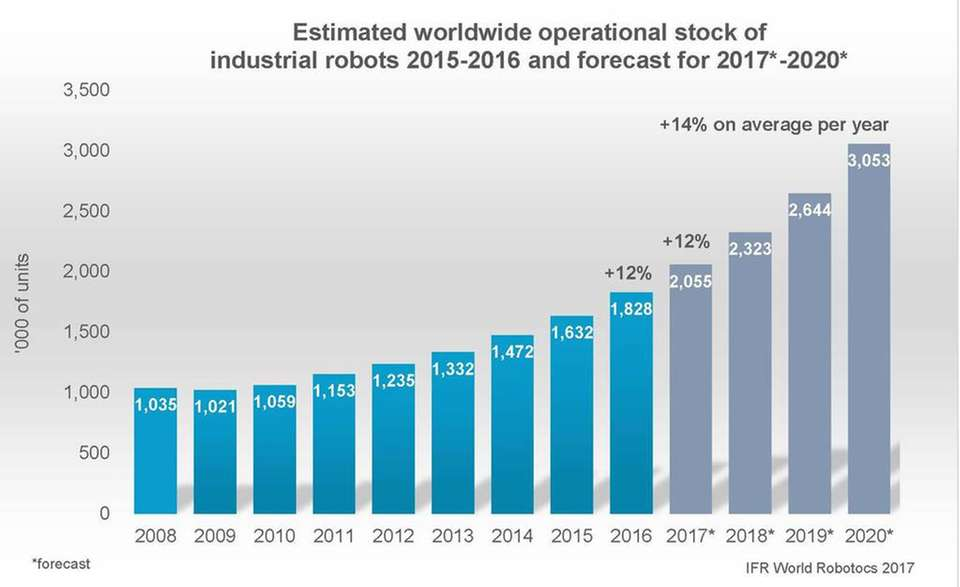 Estimated worldwide operational stock of
industrial robots 2015-2016 and forecast for 2017*-2020*
3,500
+14% on average per year
3,000
3,053
2,500
2,644
+12%
2,323
2,000
+12%
2,055
1,828
1,500
1,632
1,472
1,332
1,235
1,153
1,000
1,035 1,021 1,059
500
0
'000 of units
2008 2009 2010 2011 2012 2013 2014 2015 2016 2017* 2018* 2019* 2020*
*forecast
IFR World Robotocs 2017